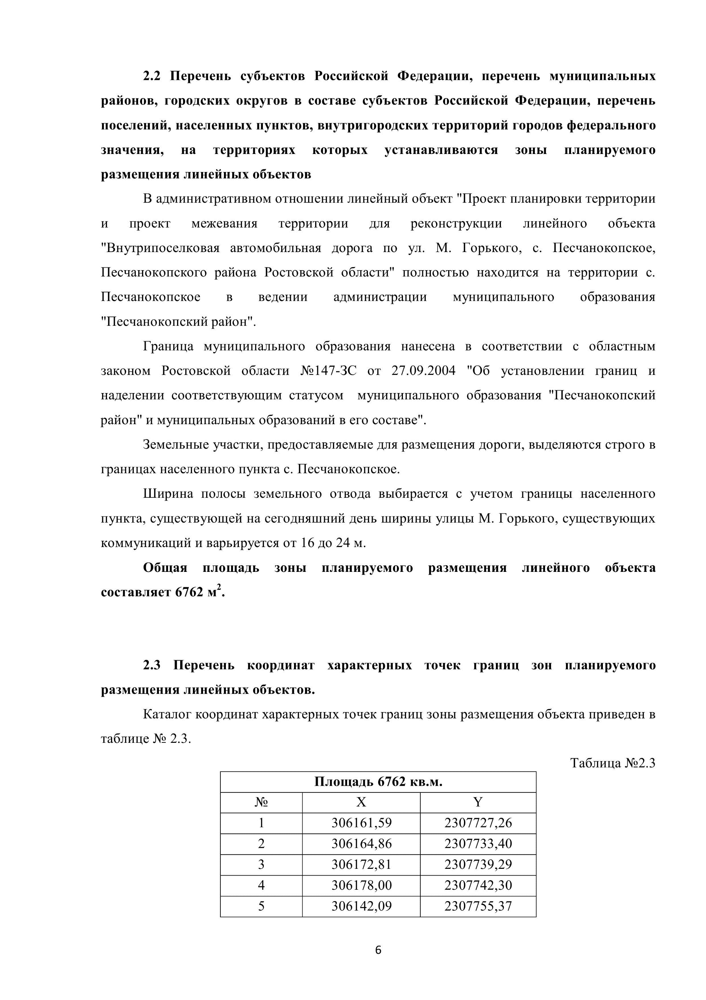 2.2 Перечень субъектов Российской Федерации, перечень муниципальных
районов, городских округов в составе субъектов Российской Федерации, перечень
поселений, населенных пунктов, внутригородских территорий городов федерального
значения, на территориях которых устанавливаются зоны планируемого
размещения линейных объектов
В административном отношении линейный объект "Проект планировки территории
и проект межевания территории для реконструкции линейного объекта
"Внутрипоселковая автомобильная дорога по ул. М. Горького, с. Песчанокопское,
Песчанокопского района Ростовской области" полностью находится на территории с.
Песчанокопское в ведении администрации муниципального образования
"Песчанокопский район".
Граница муниципального образования нанесена в соответствии с областным
законом Ростовской области №147-ЗС от 27.09.2004 "Об установлении границ и
наделении соответствующим статусом муниципального образования "Песчанокопский
район" и муниципальных образований в его составе".
Земельные участки, предоставляемые для размещения дороги, выделяются строго в
границах населенного пункта с. Песчанокопское.
Ширина полосы земельного отвода выбирается с учетом границы населенного
пункта, существующей на сегодняшний день ширины улицы М. Горького, существующих
коммуникаций и варьируется от 16 до 24 м.
Общая площадь зоны планируемого размещения линейного объекта
составляет 6762 м².
2.3 Перечень координат характерных точек границ зон планируемого
размещения линейных объектов.
Каталог координат характерных точек границ зоны размещения объекта приведен в
таблице № 2.3.
Таблица №2.3
Площадь 6762 кв.м.
№ X Y
1 306161,59 2307727,26
2 306164,86 2307733,40
3 306172,81 2307739,29
4 306178,00 2307742,30
5 306142,09 2307755,37
6